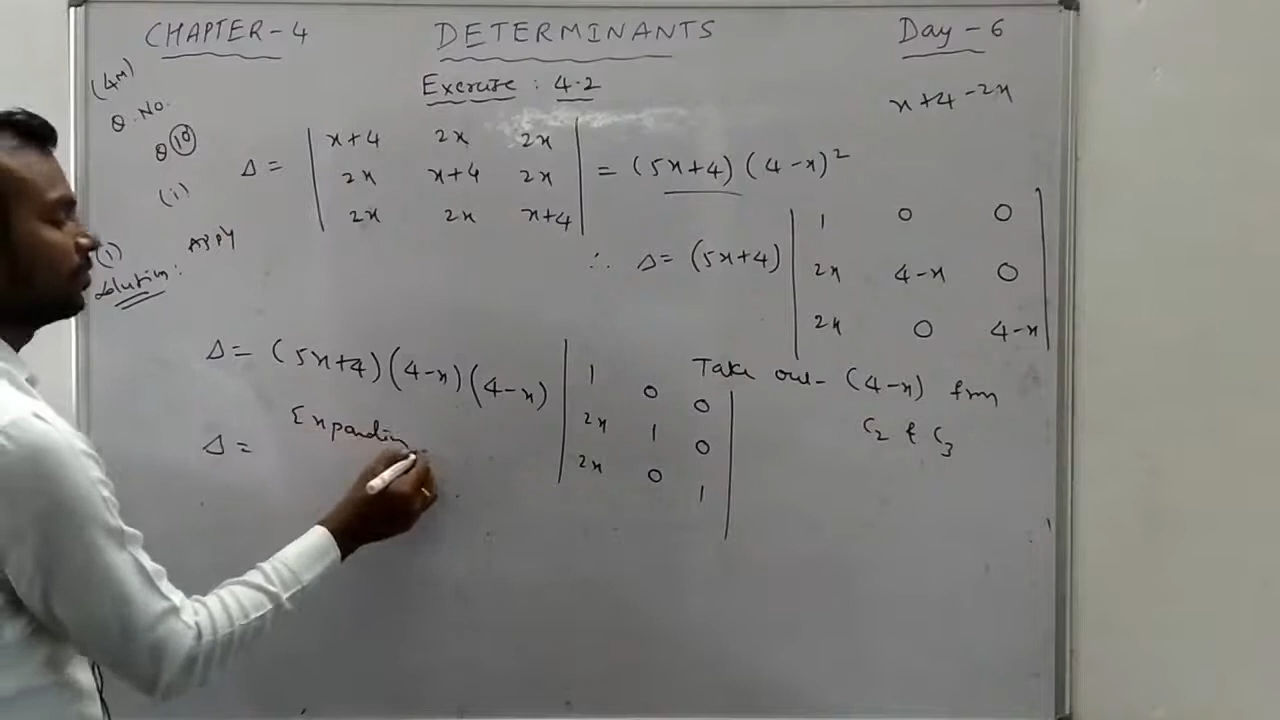 CHAPTER-4 DETERMINANTS Day - 6
Exercise : 4.2
(4M)
Q. No.
Q 10
(i)
x+4 -2x
Δ = | x+4 2x 2x | = (5x+4) (4-x)²
| 2x x+4 2x |
| 2x 2x x+4 |
(1)
Solution: Apply
∴ Δ = (5x+4) | 1 0 0 |
| 2x 4-x 0 |
| 2x 0 4-x |
Take out (4-x) from
C₂ & C₃
Δ = (5x+4) (4-x) (4-x) | 1 0 0 |
| 2x 1 0 |
| 2x 0 1 |
Δ = Expanding